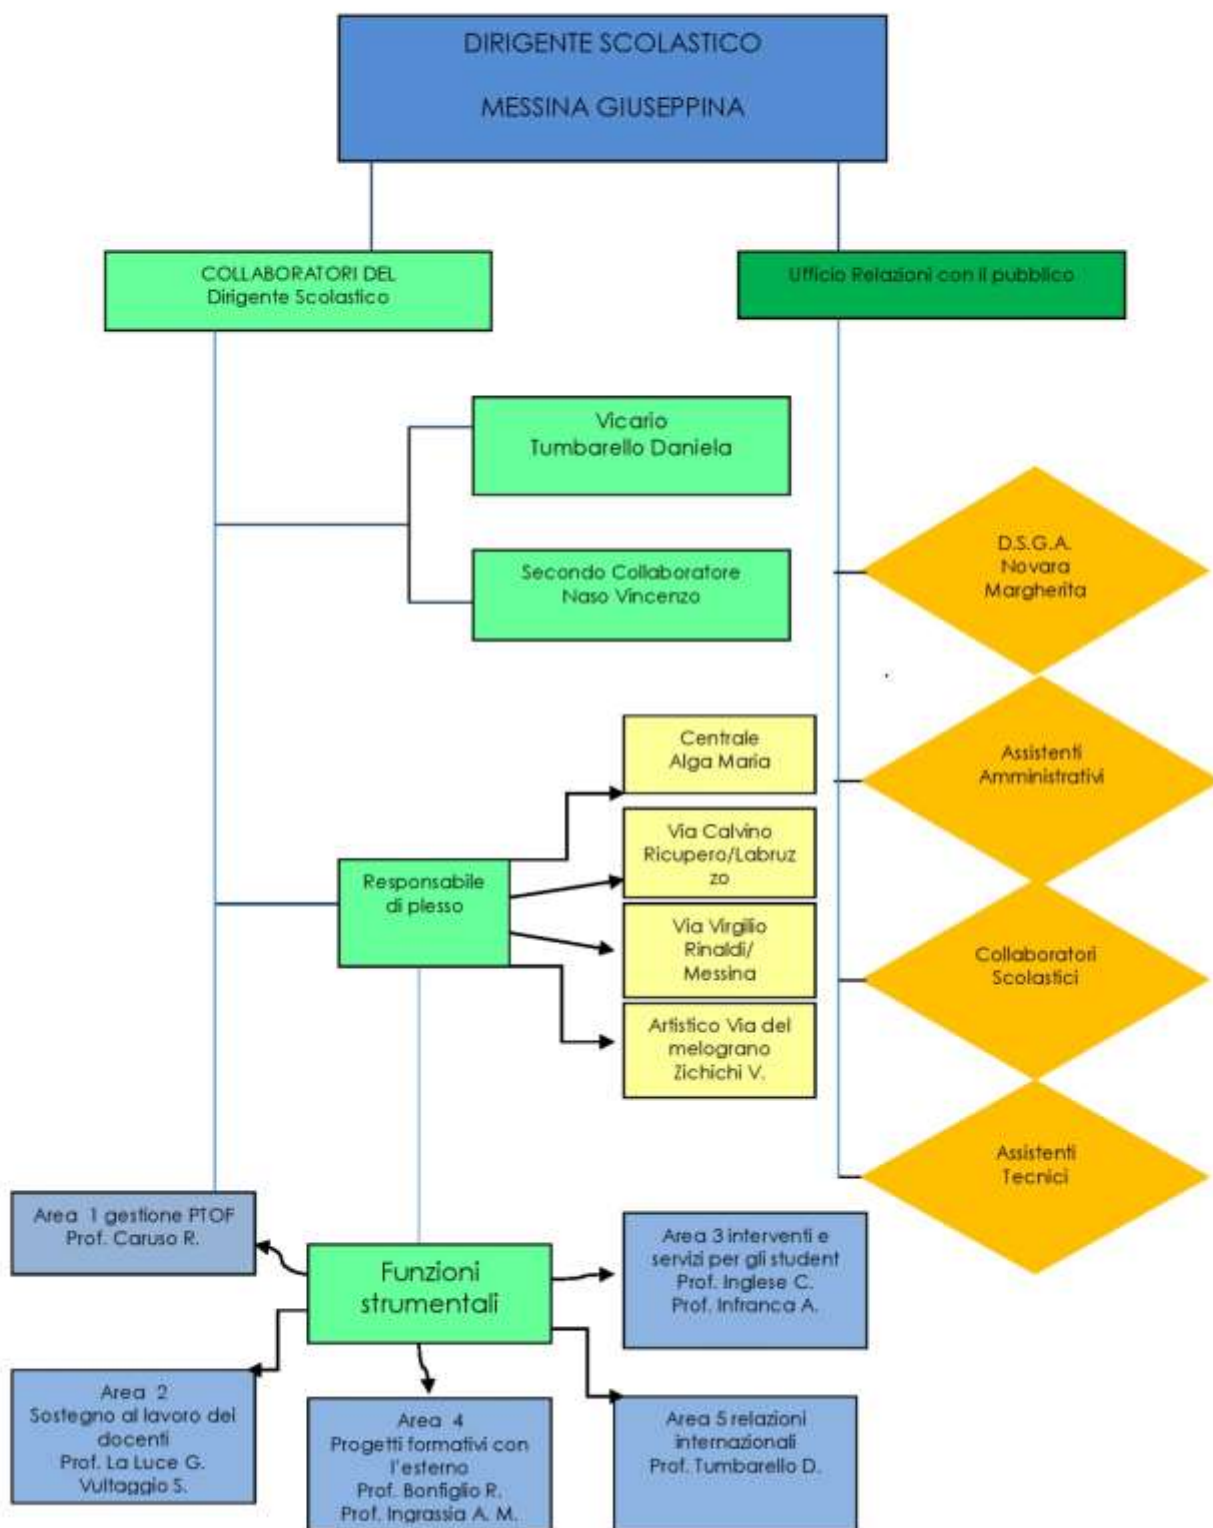 DIRIGENTE SCOLASTICO
MESSINA GIUSEPPINA
COLLABORATORI DEL
Dirigente Scolastico
Ufficio Relazioni con il pubblico
Vicario
Tumbarello Daniela
Secondo Collaboratore
Naso Vincenzo
D.S.G.A.
Novara
Margherita
Centrale
Alga Maria
Assistenti
Amministrativi
Via Calvino
Ricupero/Labruz
zo
Responsabile
di plesso
Via Virgilio
Rinaldi/
Messina
Collaboratori
Scolastici
Artistico Via del
melograno
Zichichi V.
Assistenti
Tecnici
Area 1 gestione PTOF
Prof. Caruso R.
Funzioni
strumentali
Area 3 interventi e
servizi per gli student
Prof. Inglese C.
Prof. Infranca A.
Area 2
Sostegno al lavoro dei
docenti
Prof. La Luce G.
Vultaggio S.
Area 4
Progetti formativi con
l'esterno
Prof. Bonfiglio R.
Prof. Ingrassia A. M.
Area 5 relazioni
internazionali
Prof. Tumbarello D.